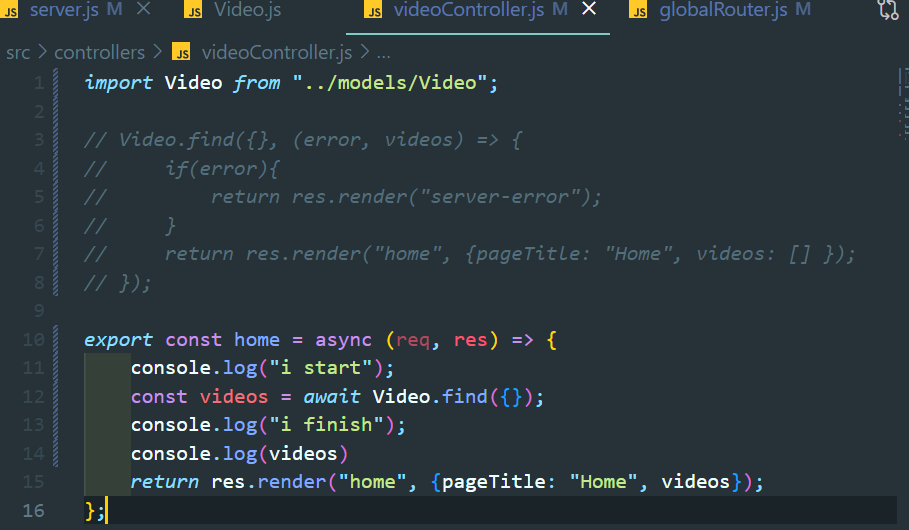 JS server.js M ✕ JS Video.js JS videoController.js M ✕ JS globalRouter.js M
src > controllers > JS videoController.js > ...
1 import Video from "../models/Video";
2
3 // Video.find({}, (error, videos) => {
4 //     if(error){
5 //         return res.render("server-error");
6 //     }
7 //     return res.render("home", {pageTitle: "Home", videos: [] });
8 // });
9
10 export const home = async (req, res) => {
11     console.log("i start");
12     const videos = await Video.find({});
13     console.log("i finish");
14     console.log(videos)
15     return res.render("home", {pageTitle: "Home", videos});
16 };